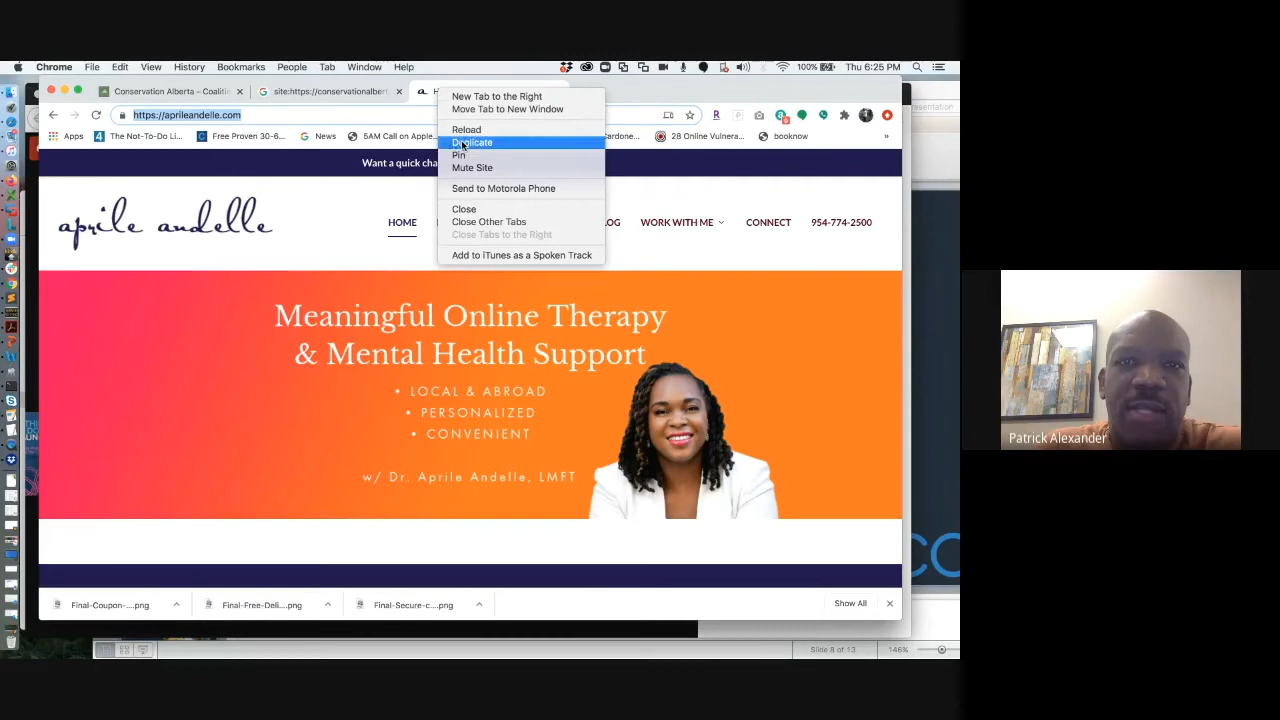 Chrome File Edit View History Bookmarks People Tab Window Help
100%
Thu 6:25 PM
Conservation Alberta – Coaliti
site:https://conservationalbert
H
https://aprileandelle.com
Apps
The Not-To-Do Li...
Free Proven 30-6...
News
5AM Call on Apple...
Cardone...
28 Online Vulnera...
booknow
»
New Tab to the Right
Move Tab to New Window
Reload
Duplicate
Pin
Mute Site
Send to Motorola Phone
Close
Close Other Tabs
Close Tabs to the Right
Add to iTunes as a Spoken Track
Want a quick cha
aprile andelle
HOME
LOG
WORK WITH ME
CONNECT
954-774-2500
Meaningful Online Therapy
& Mental Health Support
• LOCAL & ABROAD
• PERSONALIZED
• CONVENIENT
w/ Dr. Aprile Andelle, LMFT
Final-Coupon-....png
Final-Free-Deli....png
Final-Secure-c....png
Show All
CO
Slide 8 of 13
146%
Patrick Alexander